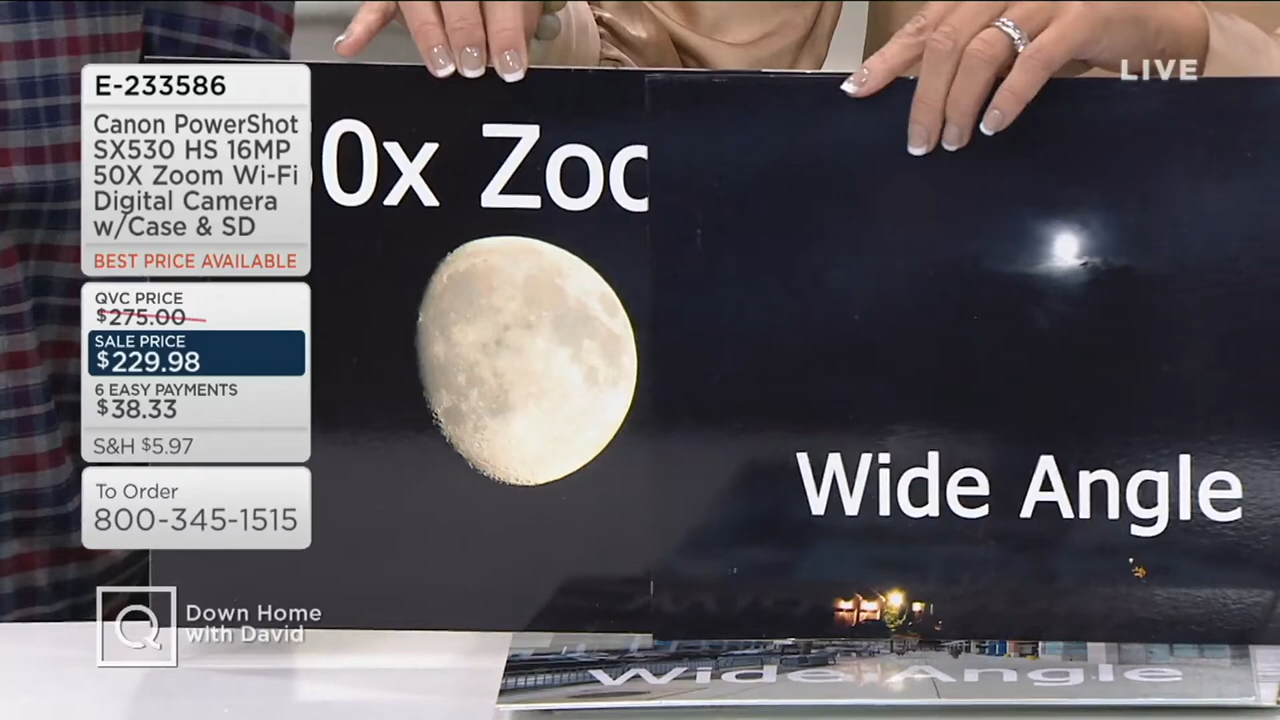 LIVE
E-233586
Canon PowerShot
SX530 HS 16MP
50X Zoom Wi-Fi
Digital Camera
w/Case & SD
BEST PRICE AVAILABLE
QVC PRICE
$275.00
SALE PRICE
$229.98
6 EASY PAYMENTS
$38.33
S&H $5.97
To Order
800-345-1515
Q
Down Home
with David
0x Zoo
Wide Angle
Wide Angle